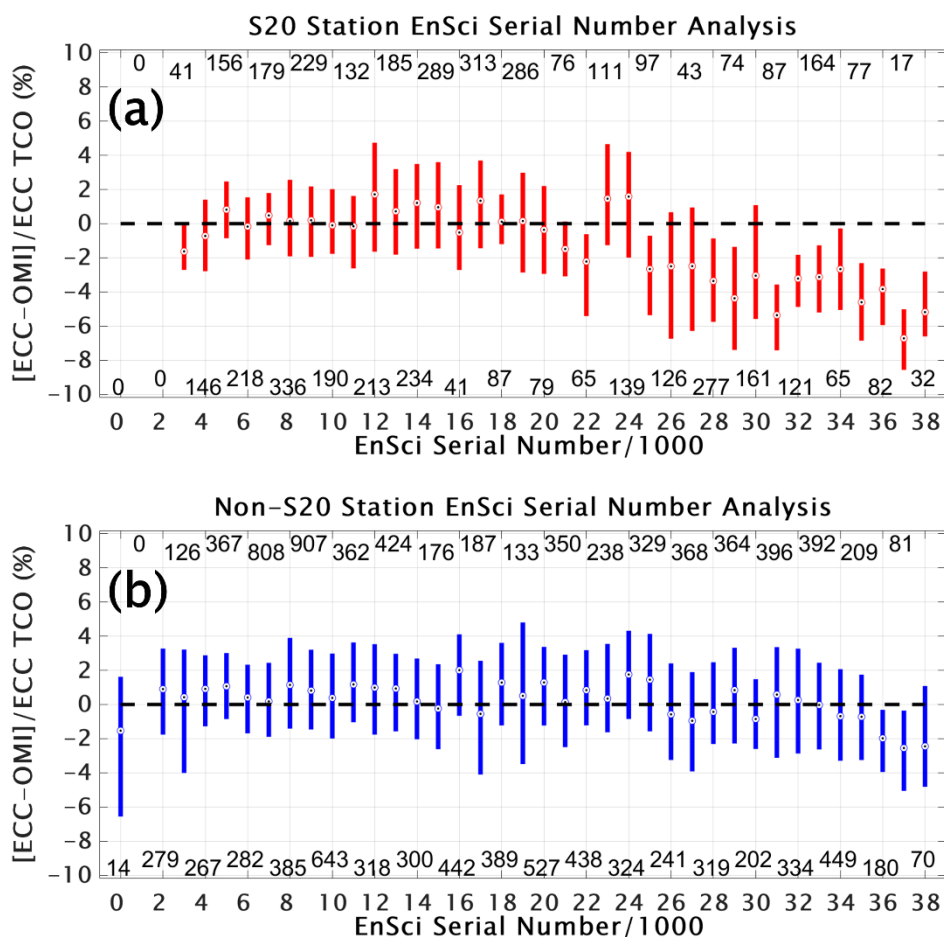 S20 Station EnSci Serial Number Analysis
[ECC-OMI]/ECC TCO (%)
10
8
6
4
2
0
-2
-4
-6
-8
-10
(a)
0 41 156 179 229 132 185 289 313 286 76 111 97 43 74 87 164 77 17
0 0 146 218 336 190 213 234 41 87 79 65 139 126 277 161 121 65 82 32
0 2 4 6 8 10 12 14 16 18 20 22 24 26 28 30 32 34 36 38
EnSci Serial Number/1000
Non-S20 Station EnSci Serial Number Analysis
[ECC-OMI]/ECC TCO (%)
10
8
6
4
2
0
-2
-4
-6
-8
-10
(b)
0 126 367 808 907 362 424 176 187 133 350 238 329 368 364 396 392 209 81
14 279 267 282 385 643 318 300 442 389 527 438 324 241 319 202 334 449 180 70
0 2 4 6 8 10 12 14 16 18 20 22 24 26 28 30 32 34 36 38
EnSci Serial Number/1000